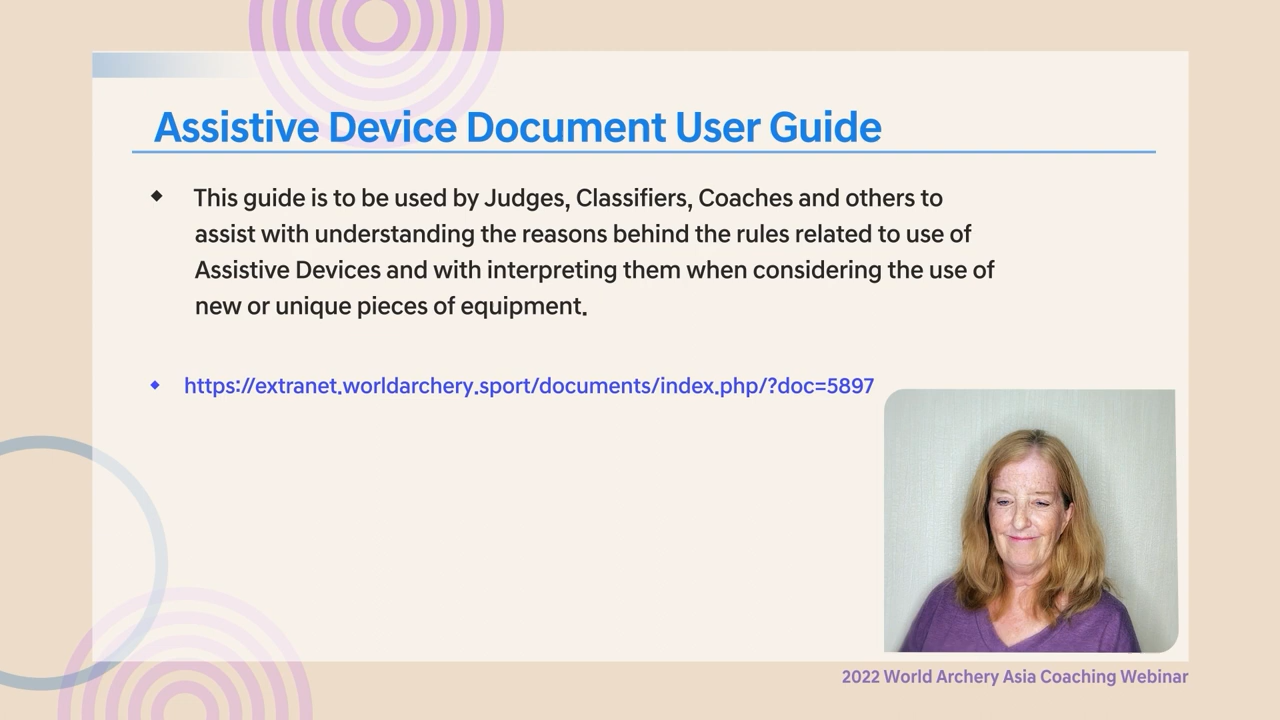 Assistive Device Document User Guide
◆ This guide is to be used by Judges, Classifiers, Coaches and others to
assist with understanding the reasons behind the rules related to use of
Assistive Devices and with interpreting them when considering the use of
new or unique pieces of equipment.
◆ https://extranet.worldarchery.sport/documents/index.php/?doc=5897
2022 World Archery Asia Coaching Webinar